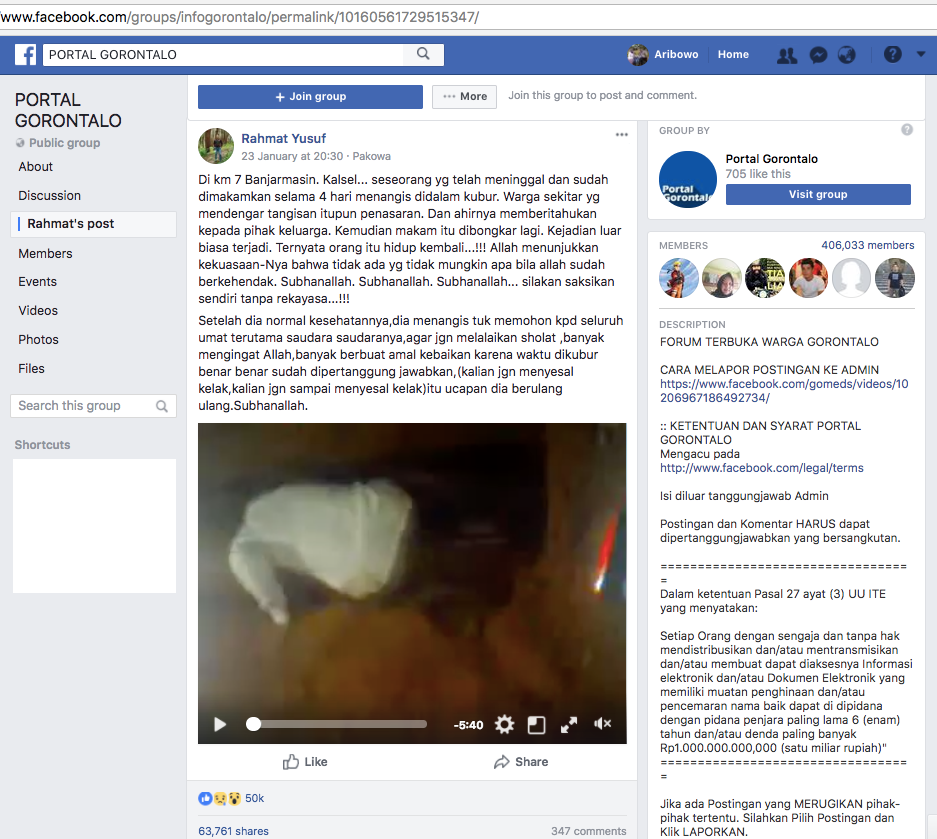 www.facebook.com/groups/infogorontalo/permalink/10160561729515347/
PORTAL GORONTALO
Aribowo
Home
PORTAL
GORONTALO
Public group
About
Discussion
Rahmat's post
Members
Events
Videos
Photos
Files
Search this group
Shortcuts
+ Join group
··· More
Join this group to post and comment.
Rahmat Yusuf
23 January at 20:30 · Pakowa
Di km 7 Banjarmasin. Kalsel... seseorang yg telah meninggal dan sudah
dimakamkan selama 4 hari menangis didalam kubur. Warga sekitar yg
mendengar tangisan itupun penasaran. Dan ahirnya memberitahukan
kepada pihak keluarga. Kemudian makam itu dibongkar lagi. Kejadian luar
biasa terjadi. Ternyata orang itu hidup kembali...!!! Allah menunjukkan
kekuasaan-Nya bahwa tidak ada yg tidak mungkin apa bila allah sudah
berkehendak. Subhanallah. Subhanallah. Subhanallah... silakan saksikan
sendiri tanpa rekayasa...!!!
Setelah dia normal kesehatannya,dia menangis tuk memohon kpd seluruh
umat terutama saudara saudaranya,agar jgn melalaikan sholat ,banyak
mengingat Allah,banyak berbuat amal kebaikan karena waktu dikubur
benar benar sudah dipertanggung jawabkan,(kalian jgn menyesal
kelak,kalian jgn sampai menyesal kelak)itu ucapan dia berulang
ulang.Subhanallah.
-5:40
Like
Share
50k
63,761 shares
347 comments
GROUP BY
Portal
Gorontalo
Portal Gorontalo
705 like this
Visit group
MEMBERS
406,033 members
DESCRIPTION
FORUM TERBUKA WARGA GORONTALO
CARA MELAPOR POSTINGAN KE ADMIN
https://www.facebook.com/gomeds/videos/10
206967186492734/
:: KETENTUAN DAN SYARAT PORTAL
GORONTALO
Mengacu pada
http://www.facebook.com/legal/terms
Isi diluar tanggungjawab Admin
Postingan dan Komentar HARUS dapat
dipertanggungjawabkan yang bersangkutan.
==================================
=
Dalam ketentuan Pasal 27 ayat (3) UU ITE
yang menyatakan:
Setiap Orang dengan sengaja dan tanpa hak
mendistribusikan dan/atau mentransmisikan
dan/atau membuat dapat diaksesnya Informasi
elektronik dan/atau Dokumen Elektronik yang
memiliki muatan penghinaan dan/atau
pencemaran nama baik dapat di dipidana
dengan pidana penjara paling lama 6 (enam)
tahun dan/atau denda paling banyak
Rp1.000.000.000,000 (satu miliar rupiah)"
==================================
=
Jika ada Postingan yang MERUGIKAN pihak-
pihak tertentu. Silahkan Pilih Postingan dan
Klik LAPORKAN.